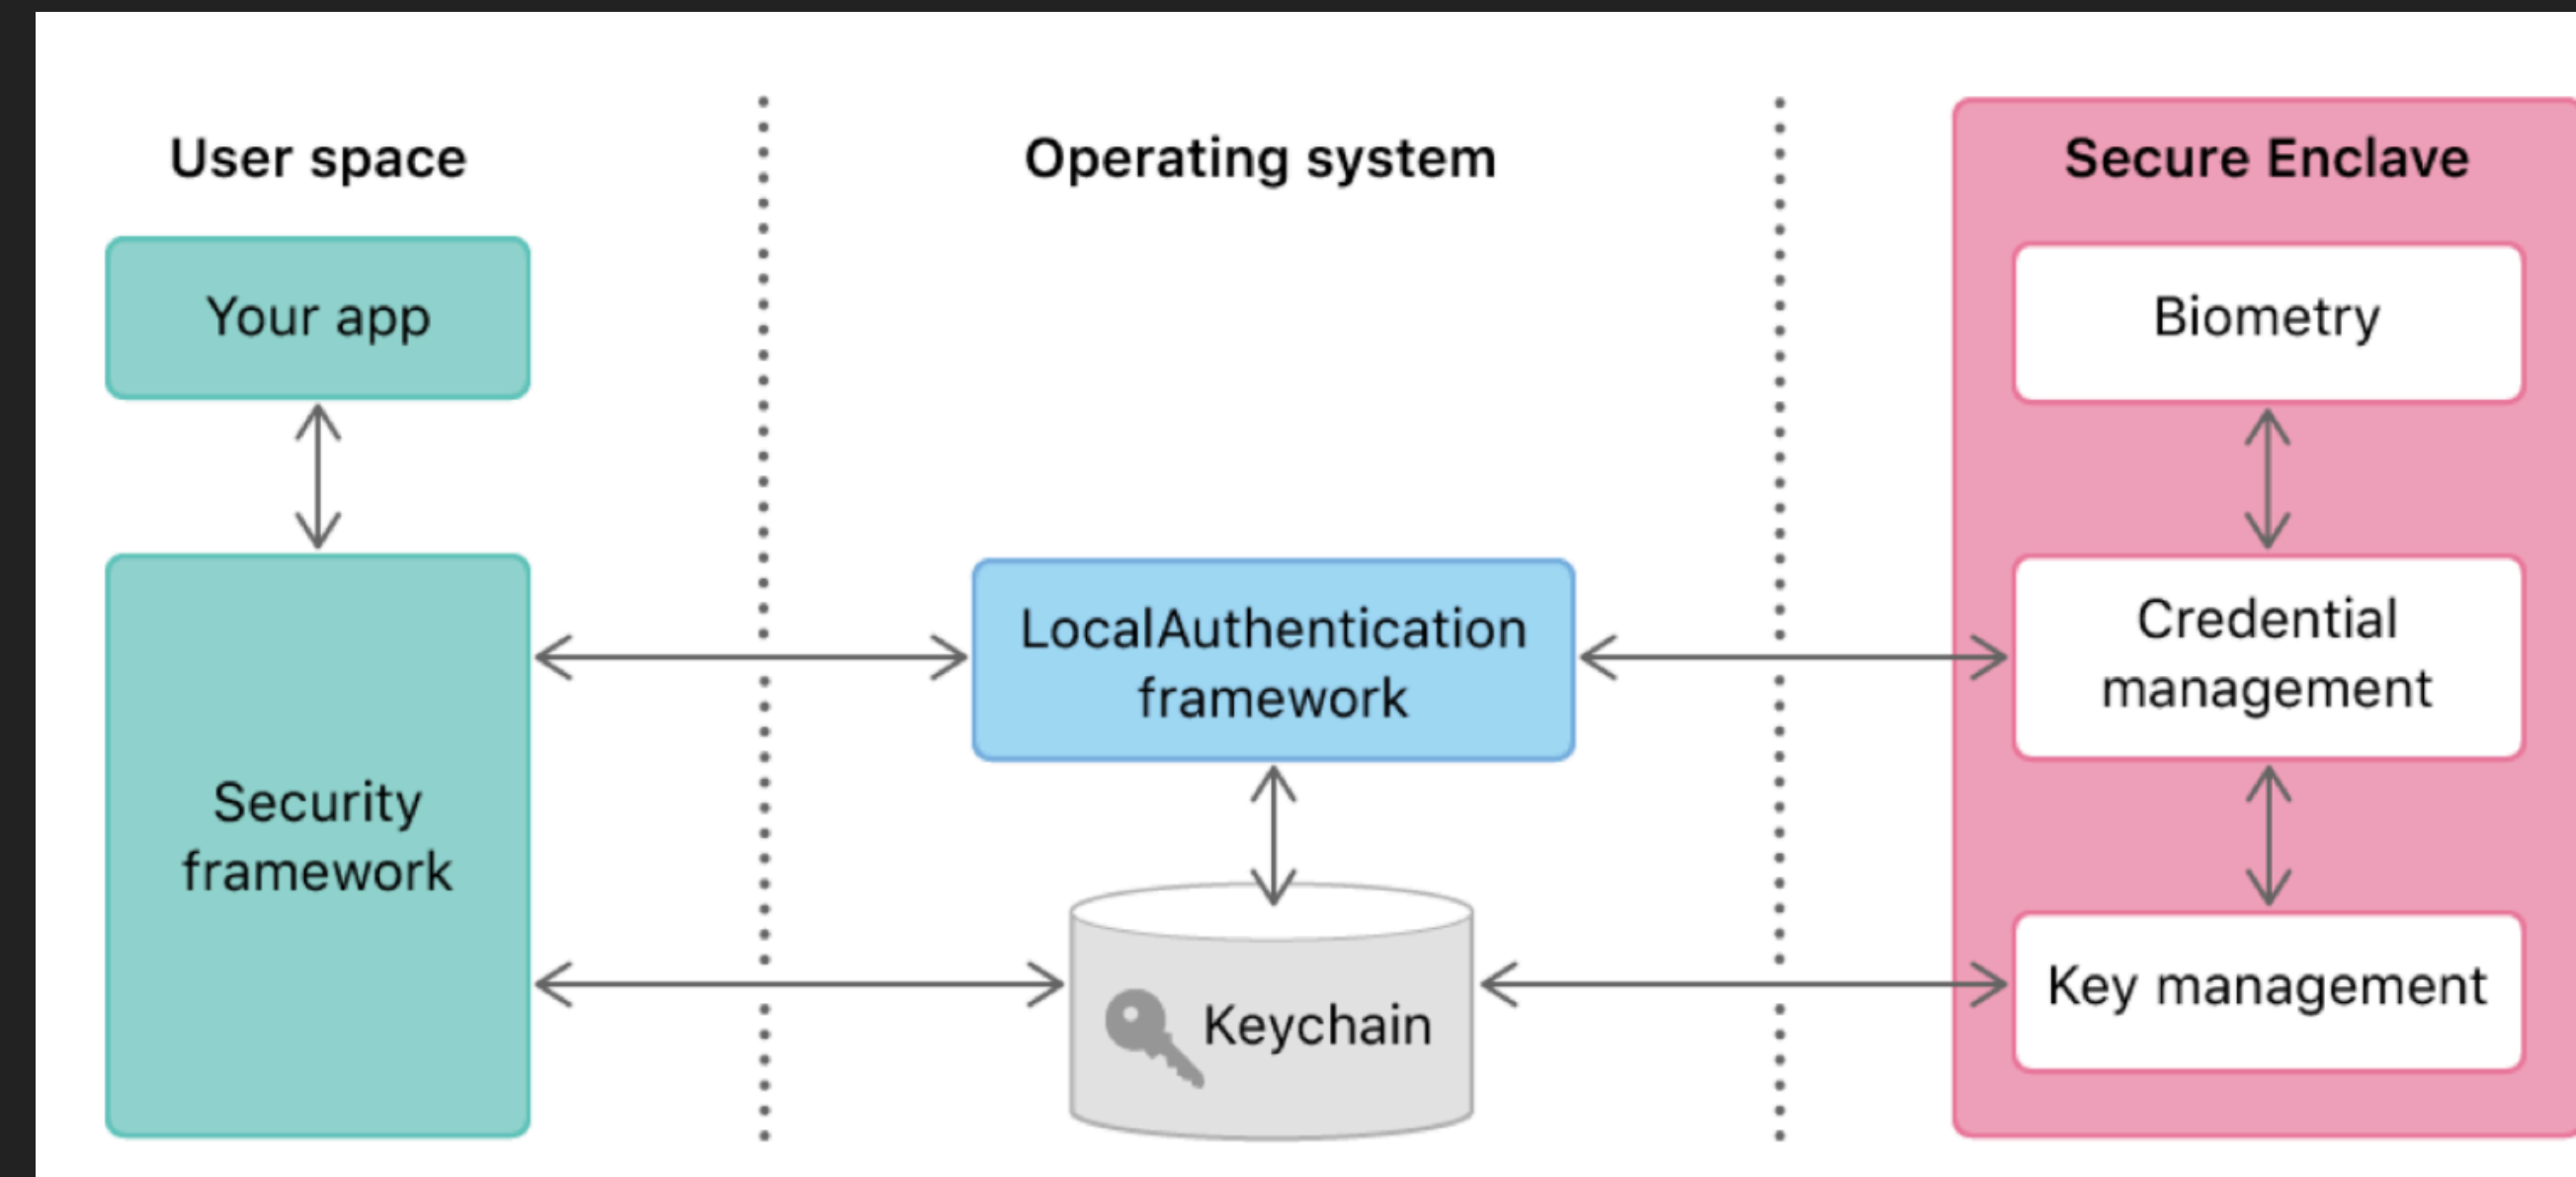 User space
Your app
Security
framework
Operating system
LocalAuthentication
framework
Keychain
Secure Enclave
Biometry
Credential
management
Key management